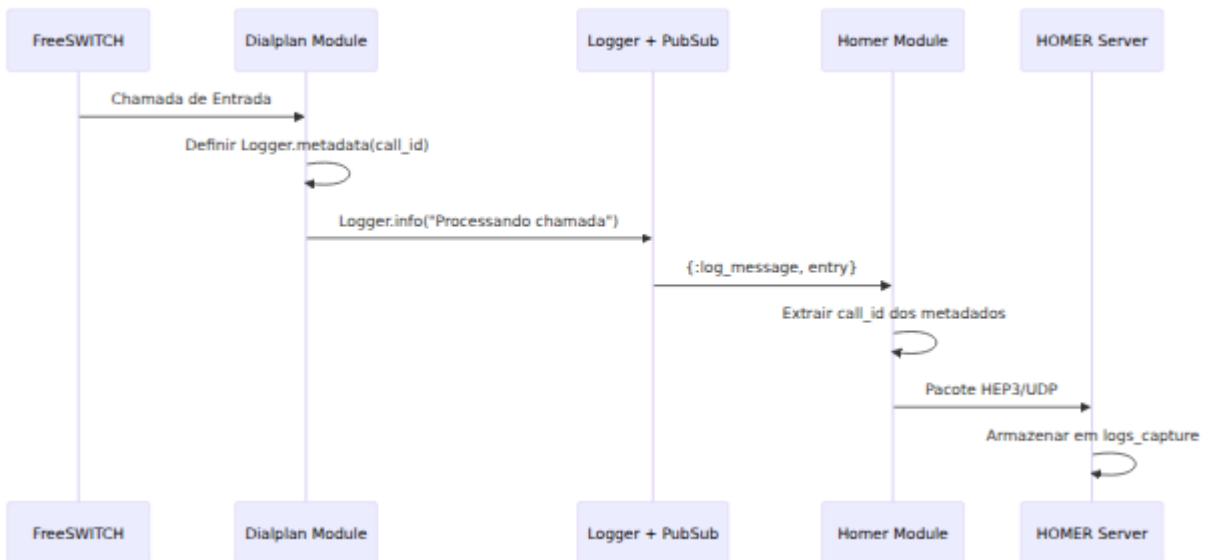 FreeSWITCH
Dialplan Module
Logger + PubSub
Homer Module
HOMER Server
Chamada de Entrada
Definir Logger.metadata(call_id)
Logger.info("Processando chamada")
{:log_message, entry}
Extrair call_id dos metadados
Pacote HEP3/UDP
Armazenar em logs_capture
FreeSWITCH
Dialplan Module
Logger + PubSub
Homer Module
HOMER Server